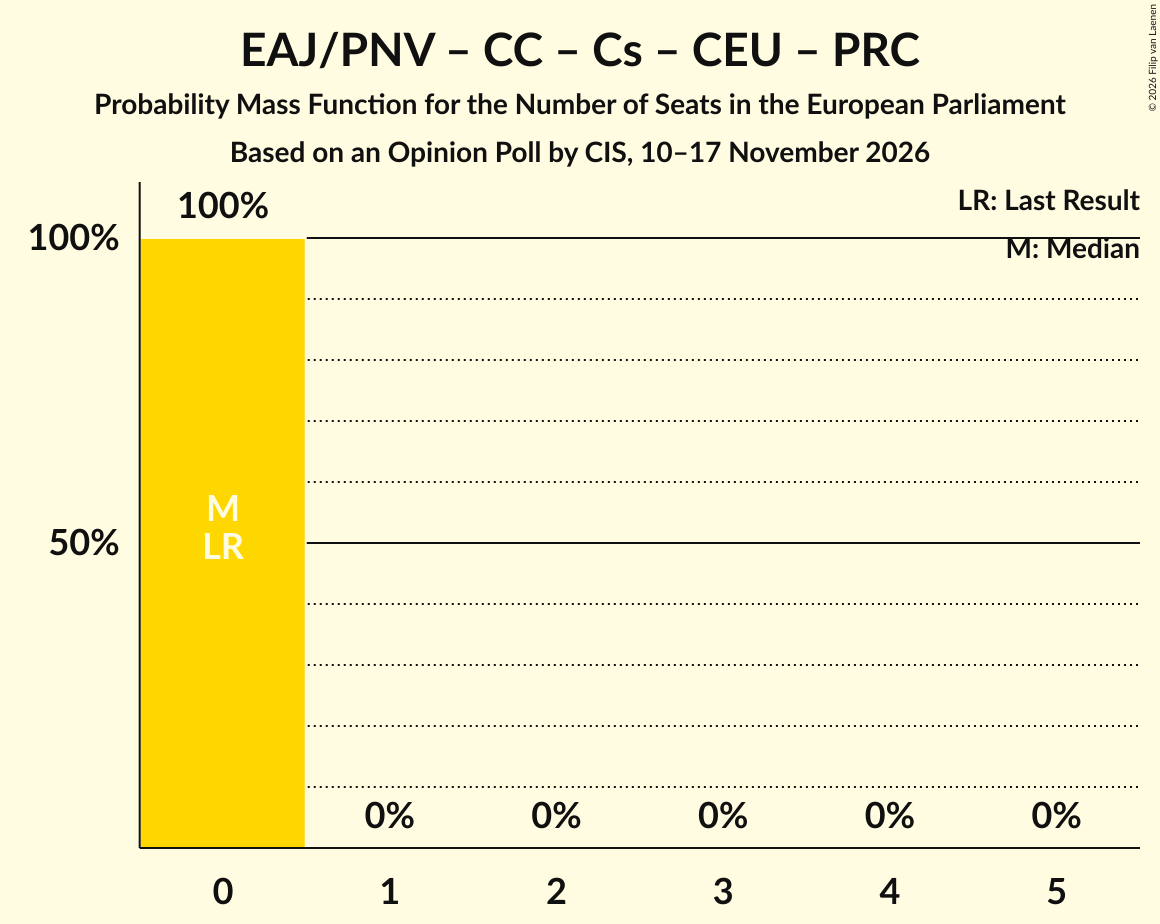 EAJ/PNV – CC – Cs – CEU – PRC
Probability Mass Function for the Number of Seats in the European Parliament
Based on an Opinion Poll by CIS, 10–17 November 2026
© 2026 Filip van Laenen
LR: Last Result
M: Median
100%
100%
50%
M
LR
0% 0% 0% 0% 0%
0 1 2 3 4 5